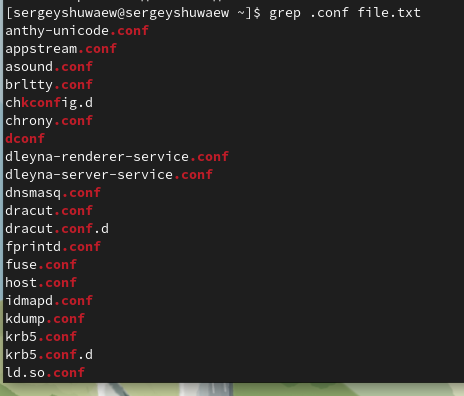 [sergeyshuwaew@sergeyshuwaew ~]$ grep .conf file.txt
anthy-unicode.conf
appstream.conf
asound.conf
brltty.conf
chkconfig.d
chrony.conf
dconf
dleyna-renderer-service.conf
dleyna-server-service.conf
dnsmasq.conf
dracut.conf
dracut.conf.d
fprintd.conf
fuse.conf
host.conf
idmapd.conf
kdump.conf
krb5.conf
krb5.conf.d
ld.so.conf